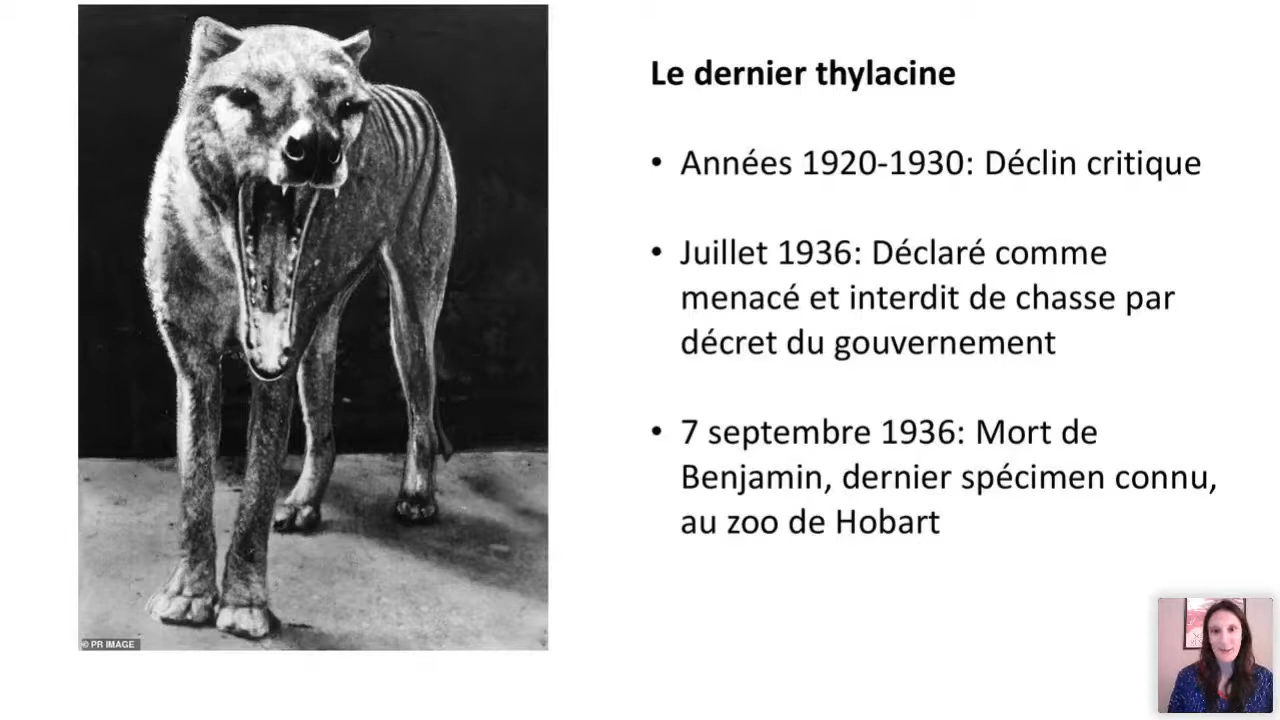 Le dernier thylacine
• Années 1920-1930: Déclin critique
• Juillet 1936: Déclaré comme
menacé et interdit de chasse par
décret du gouvernement
• 7 septembre 1936: Mort de
Benjamin, dernier spécimen connu,
au zoo de Hobart
© PR IMAGE